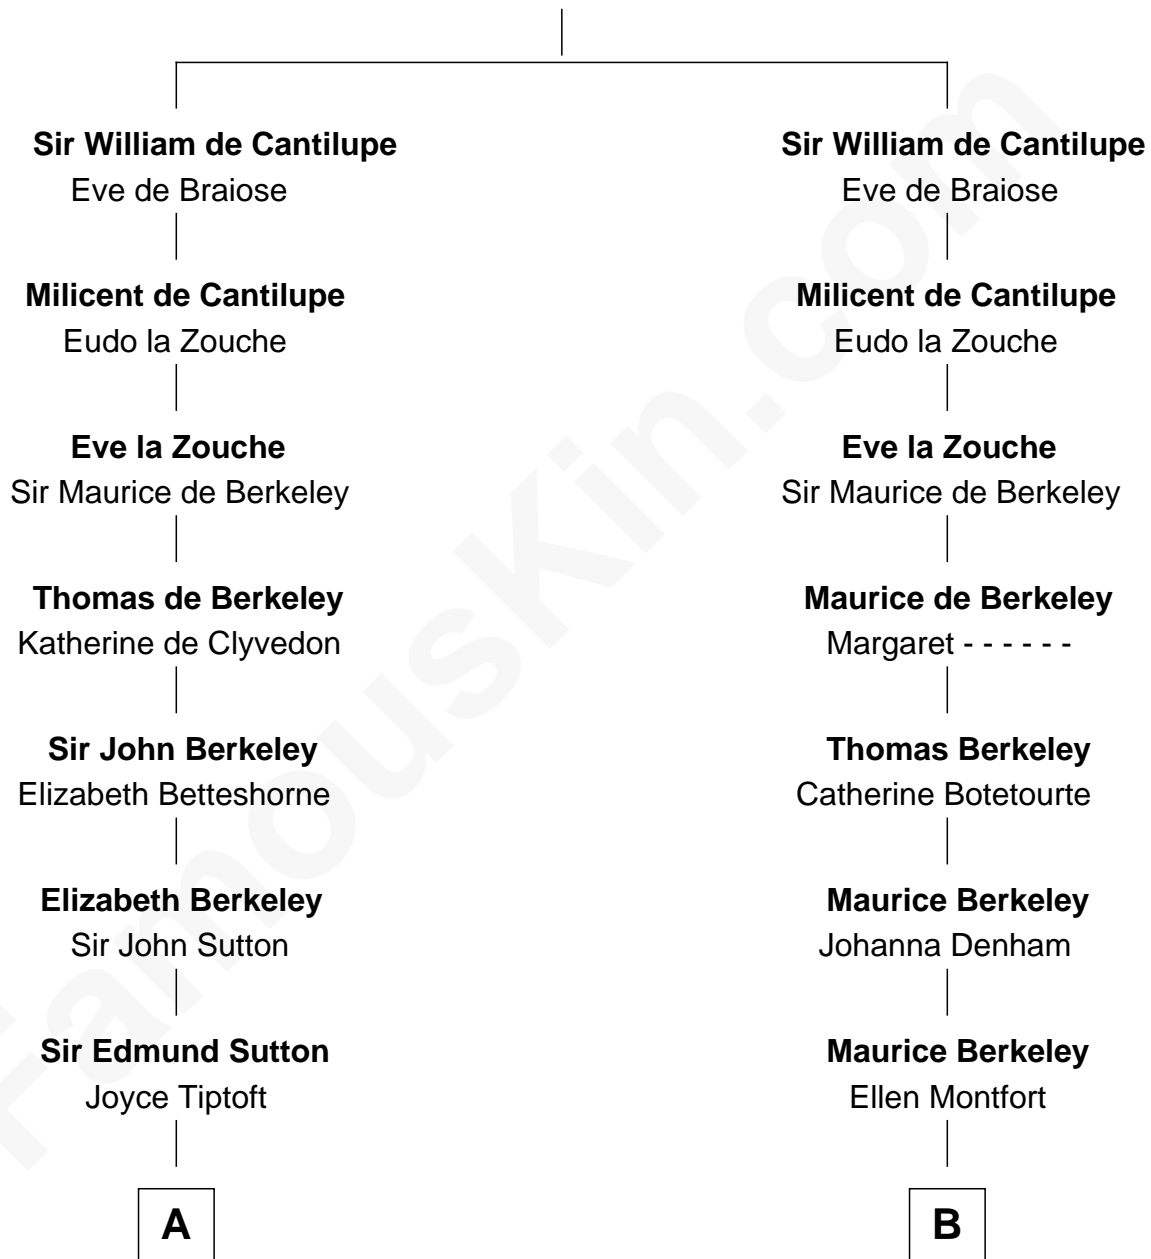 Sir William de Cantilupe
Eve de Braiose
Milicent de Cantilupe
Eudo la Zouche
Eve la Zouche
Sir Maurice de Berkeley
Thomas de Berkeley
Katherine de Clyvedon
Sir John Berkeley
Elizabeth Betteshorne
Elizabeth Berkeley
Sir John Sutton
Sir Edmund Sutton
Joyce Tiptoft
A
Sir William de Cantilupe
Eve de Braiose
Milicent de Cantilupe
Eudo la Zouche
Eve la Zouche
Sir Maurice de Berkeley
Maurice de Berkeley
Margaret - - - - - -
Thomas Berkeley
Catherine Botetourte
Maurice Berkeley
Johanna Denham
Maurice Berkeley
Ellen Montfort
B
FamousKin.com